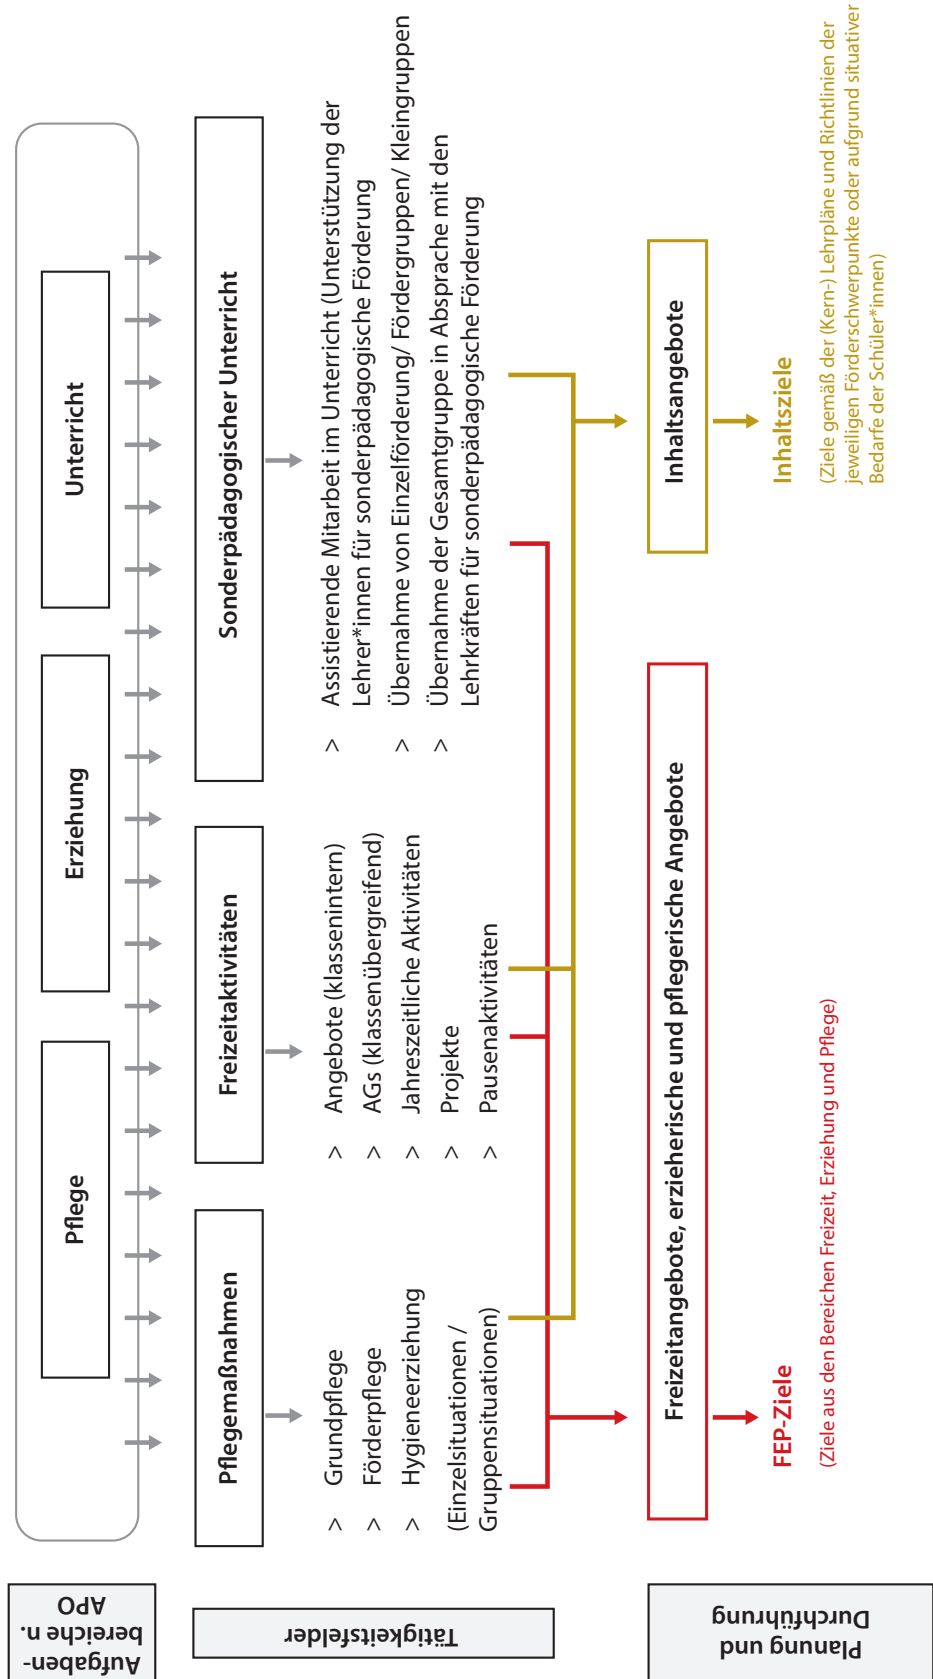 Aufgaben-
bereiche n.
APO
Pflege
Erziehung
Unterricht
Tätigkeitsfelder
Pflegemaßnahmen
> Grundpflege
> Förderpflege
> Hygieneerziehung
(Einzelsituationen /
Gruppensituationen)
Freizeitaktivitäten
> Angebote (klassenintern)
> AGs (klassenübergreifend)
> Jahreszeitliche Aktivitäten
> Projekte
> Pausenaktivitäten
Sonderpädagogischer Unterricht
> Assistierende Mitarbeit im Unterricht (Unterstützung der
Lehrer*innen für sonderpädagogische Förderung
> Übernahme von Einzelförderung/ Fördergruppen/ Kleingruppen
> Übernahme der Gesamtgruppe in Absprache mit den
Lehrkräften für sonderpädagogische Förderung
Planung und
Durchführung
Freizeitangebote, erzieherische und pflegerische Angebote
FEP-Ziele
(Ziele aus den Bereichen Freizeit, Erziehung und Pflege)
Inhaltsangebote
Inhaltsziele
(Ziele gemäß der (Kern-) Lehrpläne und Richtlinien der
jeweiligen Förderschwerpunkte oder aufgrund situativer
Bedarfe der Schüler*innen)